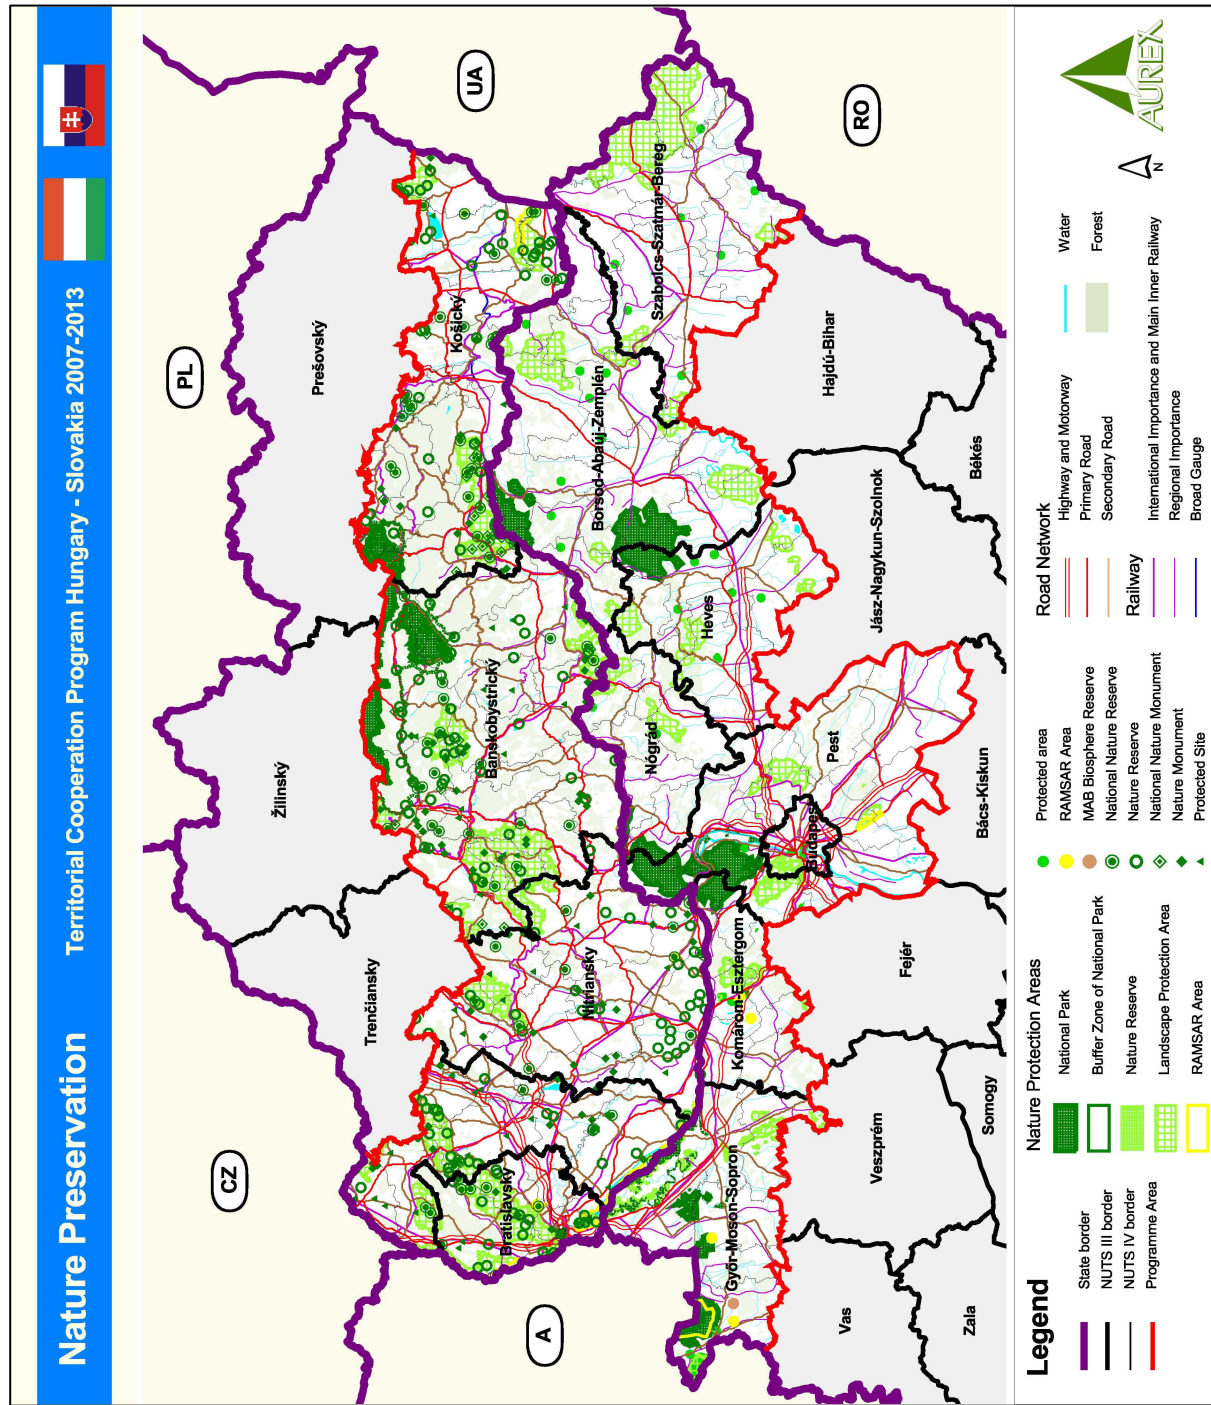 Nature Preservation
Territorial Cooperation Program Hungary - Slovakia 2007-2013
CZ
PL
UA
A
RO
Trenčiansky
Žilinský
Prešovský
Bratislavský
Nitriansky
Banskobystrický
Košický
Győr-Moson-Sopron
Komárom-Esztergom
Nógrád
Heves
Borsod-Abaúj-Zemplén
Szabolcs-Szatmár-Bereg
Budapest
Pest
Vas
Zala
Veszprém
Somogy
Fejér
Bács-Kiskun
Jász-Nagykun-Szolnok
Békés
Hajdú-Bihar
Legend
State border
NUTS III border
NUTS IV border
Programme Area
Nature Protection Areas
National Park
Buffer Zone of National Park
Nature Reserve
Landscape Protection Area
RAMSAR Area
Protected area
RAMSAR Area
MAB Biosphere Reserve
National Nature Reserve
Nature Reserve
National Nature Monument
Nature Monument
Protected Site
Road Network
Highway and Motorway
Primary Road
Secondary Road
Railway
International Importance and Main Inner Railway
Regional Importance
Broad Gauge
Water
Forest
N
AUREX